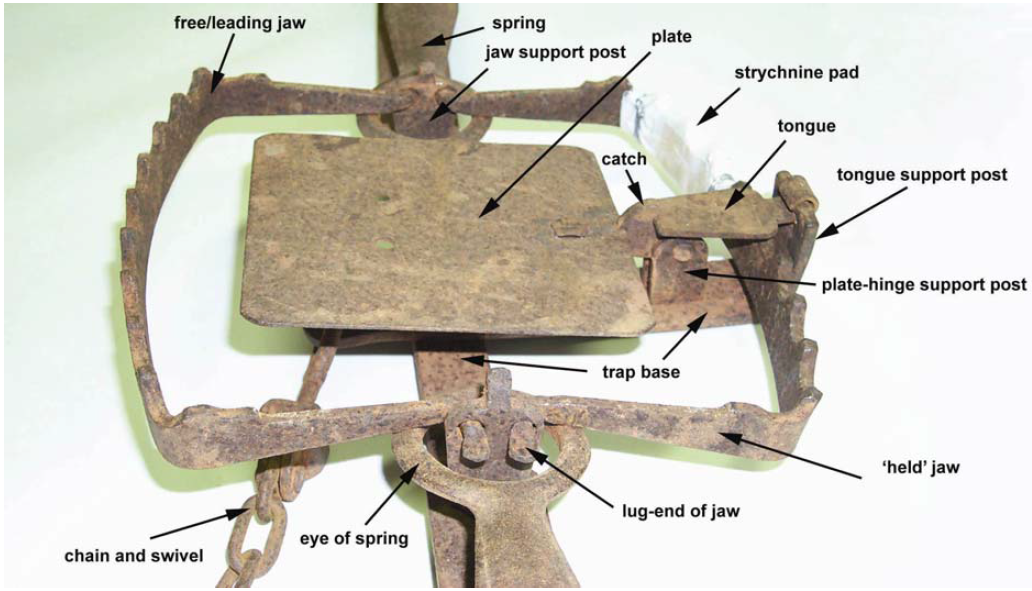 free/leading jaw
spring
jaw support post
plate
strychnine pad
tongue
catch
tongue support post
plate-hinge support post
trap base
‘held’ jaw
lug-end of jaw
eye of spring
chain and swivel